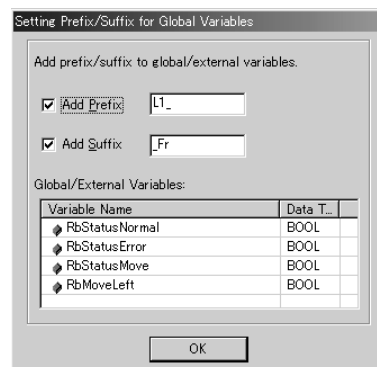 Setting Prefix/Suffix for Global Variables
Add prefix/suffix to global/external variables.
Add Prefix L1_
Add Suffix _Fr
Global/External Variables:
Variable Name Data T...
RbStatusNormal BOOL
RbStatusError BOOL
RbStatusMove BOOL
RbMoveLeft BOOL
OK